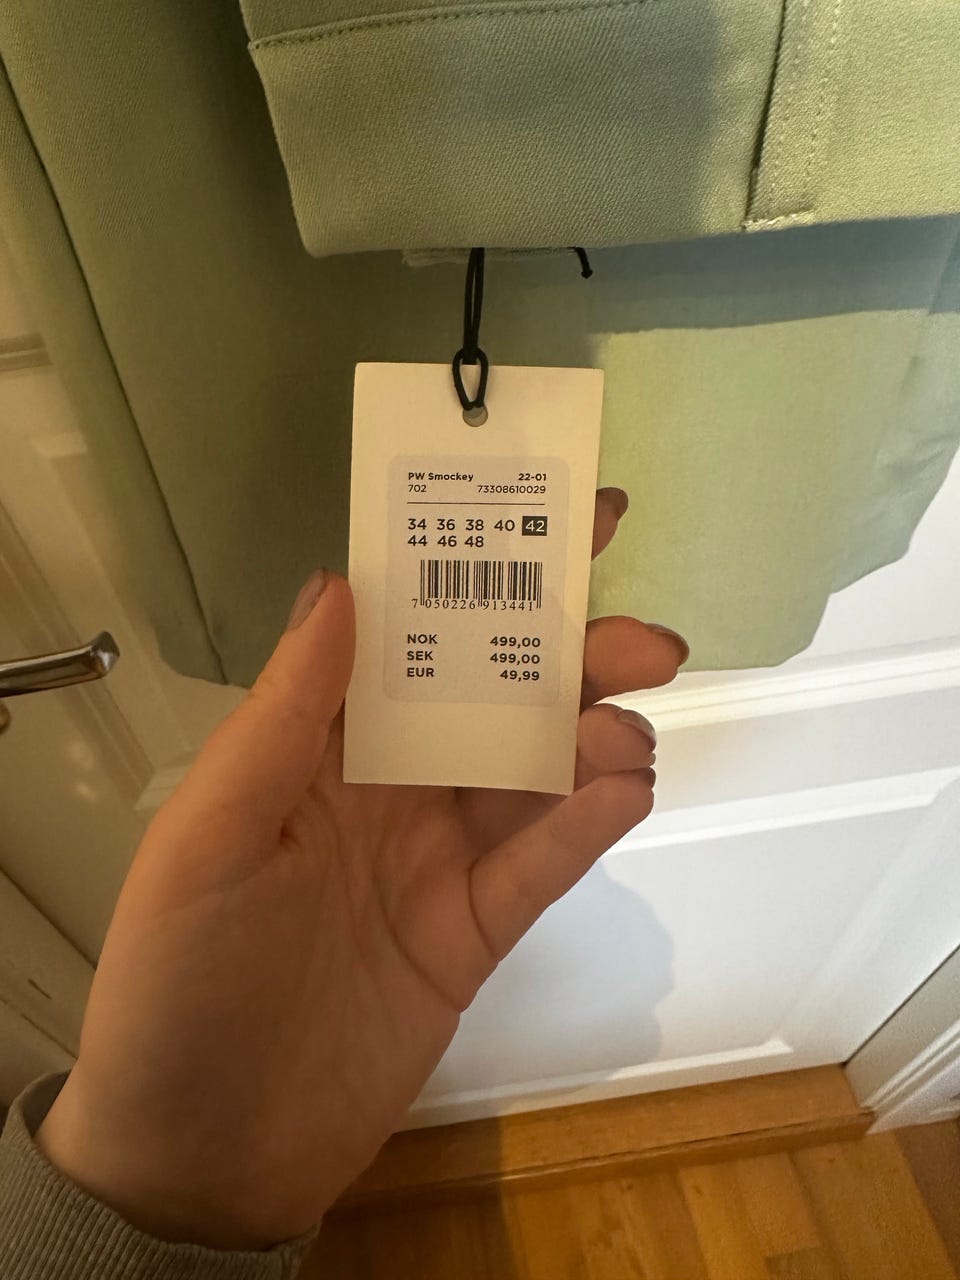 PW Smockey 22-01
702 73308610029
34 36 38 40 42
44 46 48
7 050226 913441
NOK 499,00
SEK 499,00
EUR 49,99